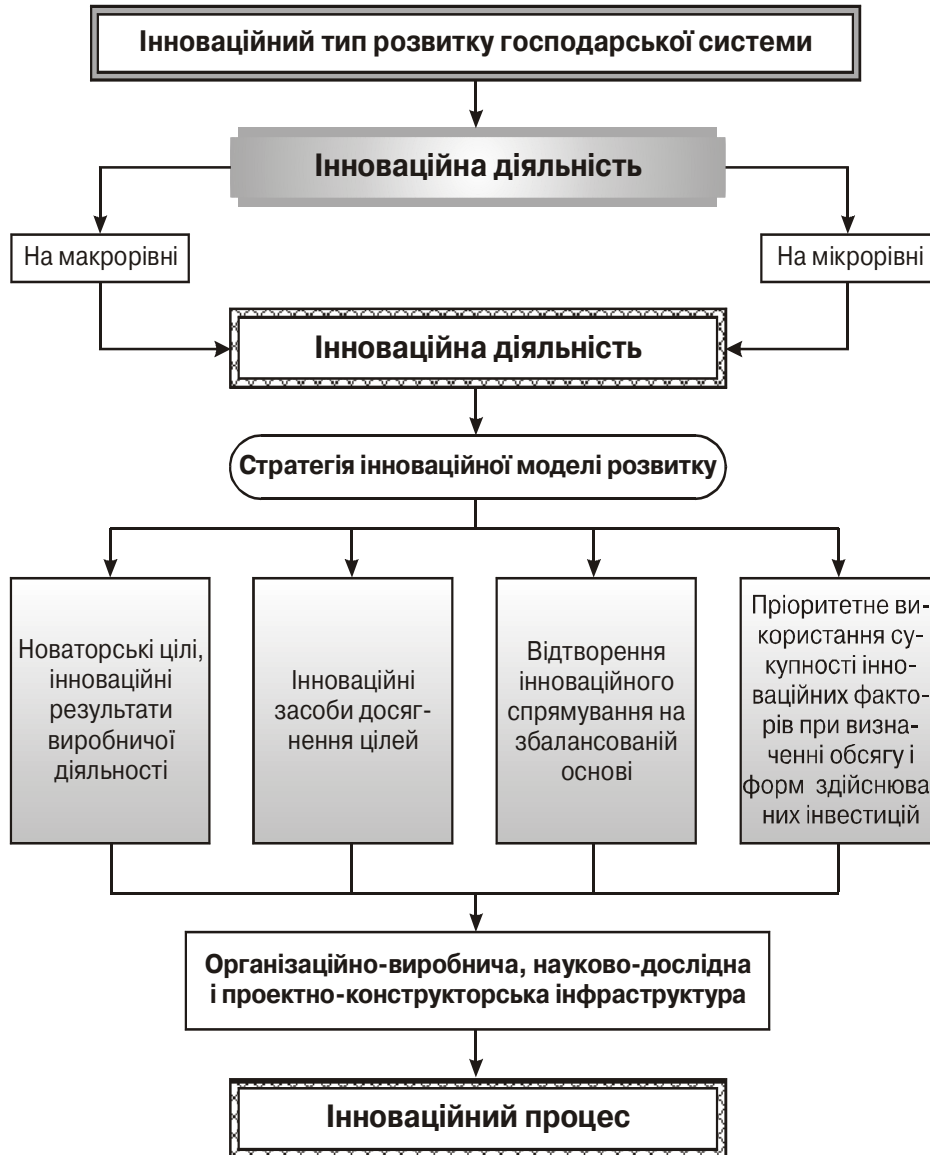 Інноваційний тип розвитку господарської системи
Інноваційна діяльність
На макрорівні
На мікрорівні
Інноваційна діяльність
Стратегія інноваційної моделі розвитку
Новаторські цілі,
інноваційні
результати
виробничої
діяльності
Інноваційні
засоби досяг-
нення цілей
Відтворення
інноваційного
спрямування на
збалансованій
основі
Пріоритетне ви-
користання су-
купності інно-
ваційних факто-
рів при визна-
ченні обсягу і
форм здійснюва
них інвестицій
Організаційно-виробнича, науково-дослідна
і проектно-конструкторська інфраструктура
Інноваційний процес